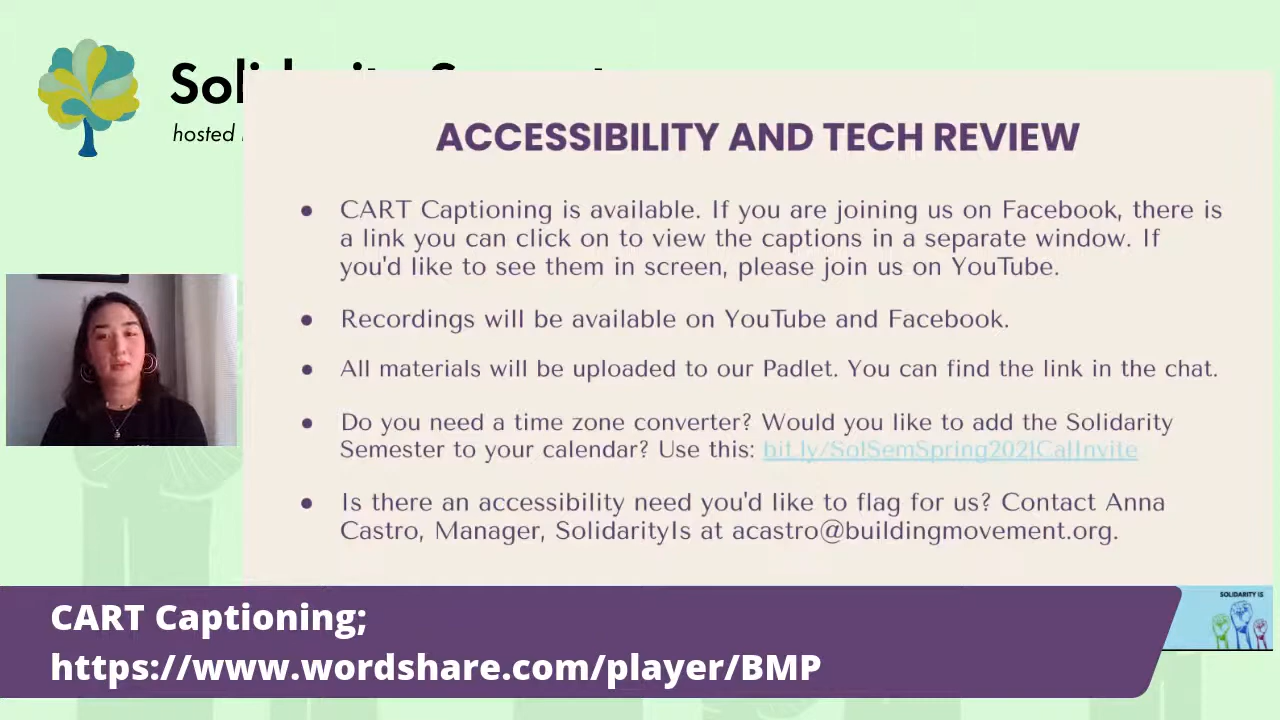 hosted
ACCESSIBILITY AND TECH REVIEW
● CART Captioning is available. If you are joining us on Facebook, there is
a link you can click on to view the captions in a separate window. If
you'd like to see them in screen, please join us on YouTube.
● Recordings will be available on YouTube and Facebook.
● All materials will be uploaded to our Padlet. You can find the link in the chat.
● Do you need a time zone converter? Would you like to add the Solidarity
Semester to your calendar? Use this: bit.ly/SolSemSpring2021CalInvite
● Is there an accessibility need you'd like to flag for us? Contact Anna
Castro, Manager, SolidarityIs at acastro@buildingmovement.org.
SOLIDARITY IS
CART Captioning;
https://www.wordshare.com/player/BMP